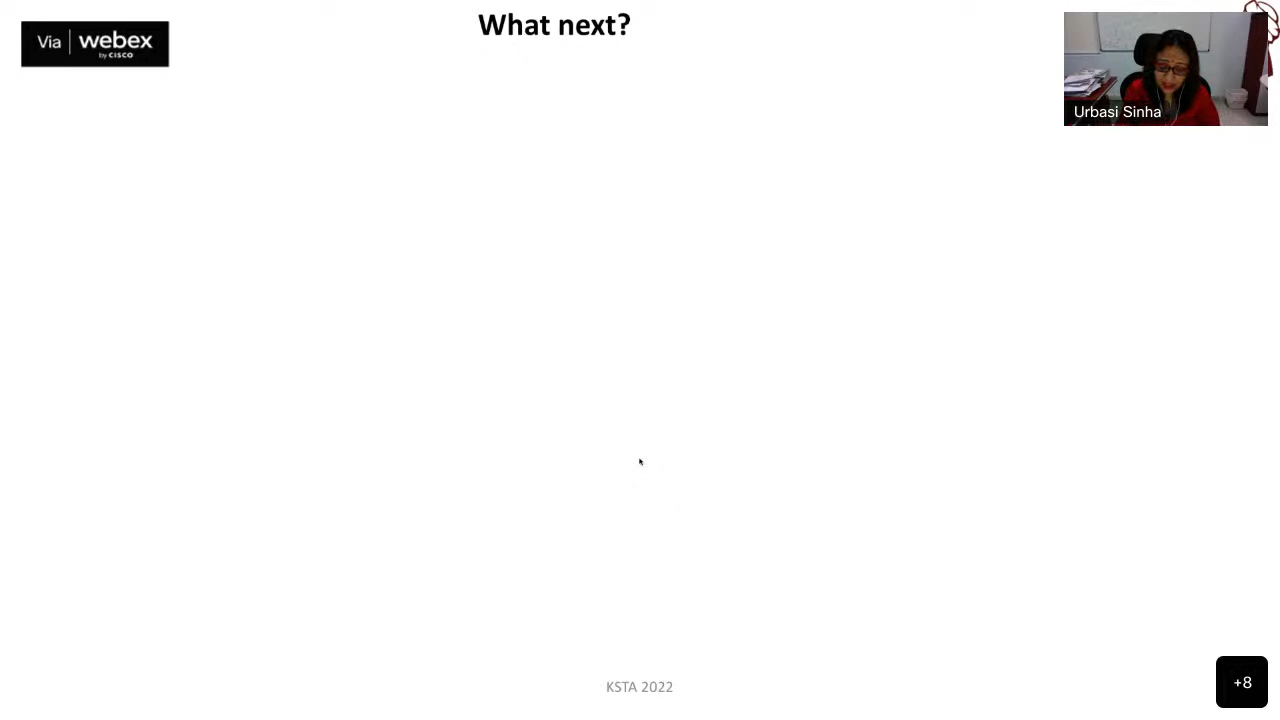 What next?
Via webex
by CISCO
Urbasi Sinha
KSTA 2022
+8